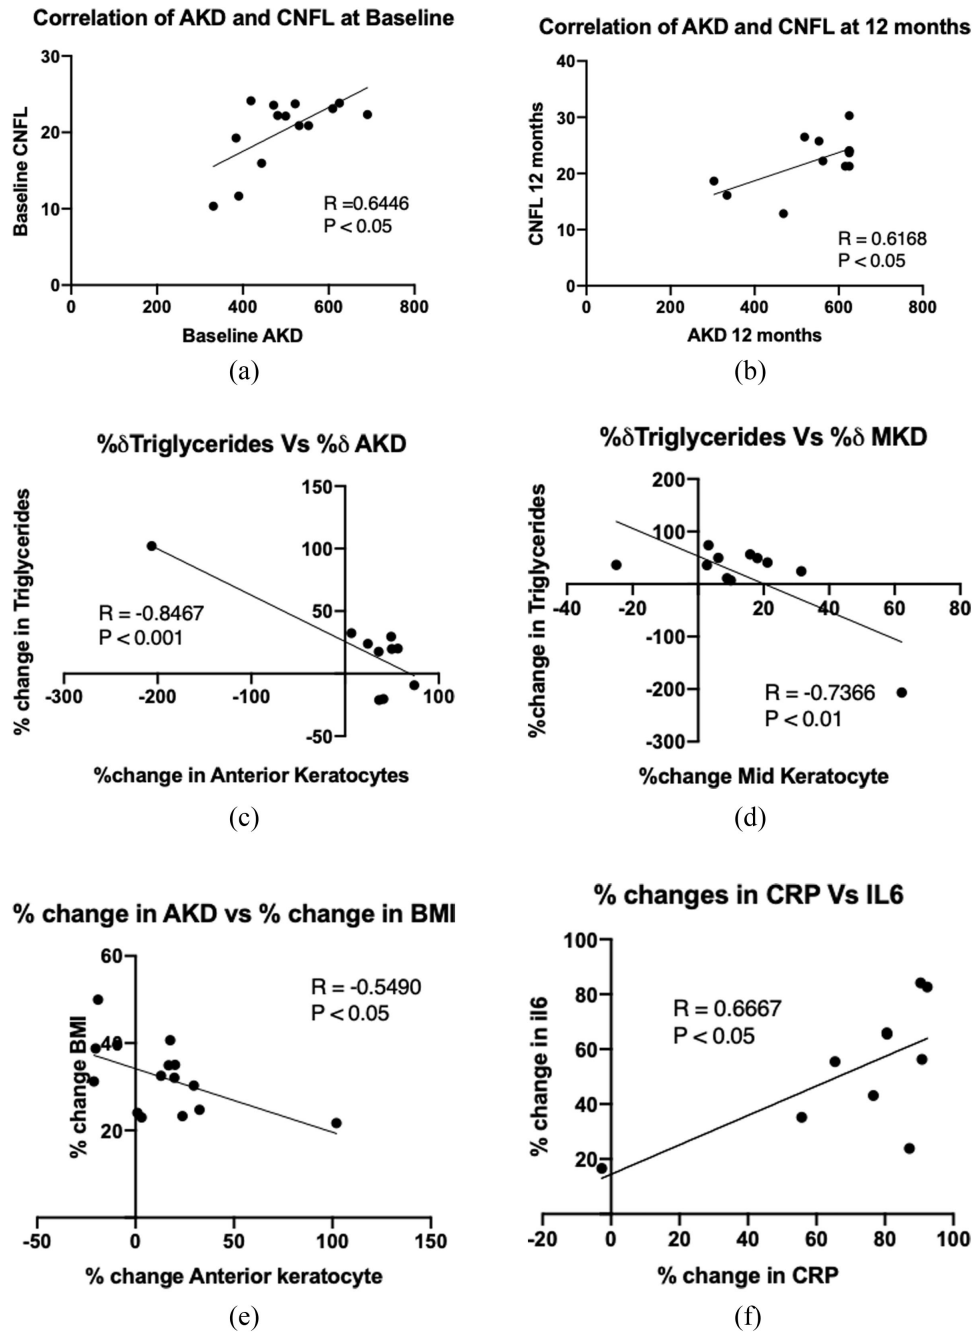 Correlation of AKD and CNFL at Baseline
30
20
10
0
0 200 400 600 800
Baseline CNFL
R =0.6446
P < 0.05
Baseline AKD
(a)
Correlation of AKD and CNFL at 12 months
40
30
20
10
0
0 200 400 600 800
CNFL 12 months
R = 0.6168
P < 0.05
AKD 12 months
(b)
%δTriglycerides Vs %δ AKD
150
100
50
-50
-300 -200 -100 100
% change in Triglycerides
R = -0.8467
P < 0.001
%change in Anterior Keratocytes
(c)
%δTriglycerides Vs %δ MKD
200
100
-100
-200
-300
-40 -20 20 40 60 80
%change in Triglycerides
R = -0.7366
P < 0.01
%change Mid Keratocyte
(d)
% change in AKD vs % change in BMI
60
40
20
-50 0 50 100 150
% change BMI
R = -0.5490
P < 0.05
% change Anterior keratocyte
(e)
% changes in CRP Vs IL6
100
80
60
40
20
-20 0 20 40 60 80 100
% change in il6
R = 0.6667
P < 0.05
% change in CRP
(f)